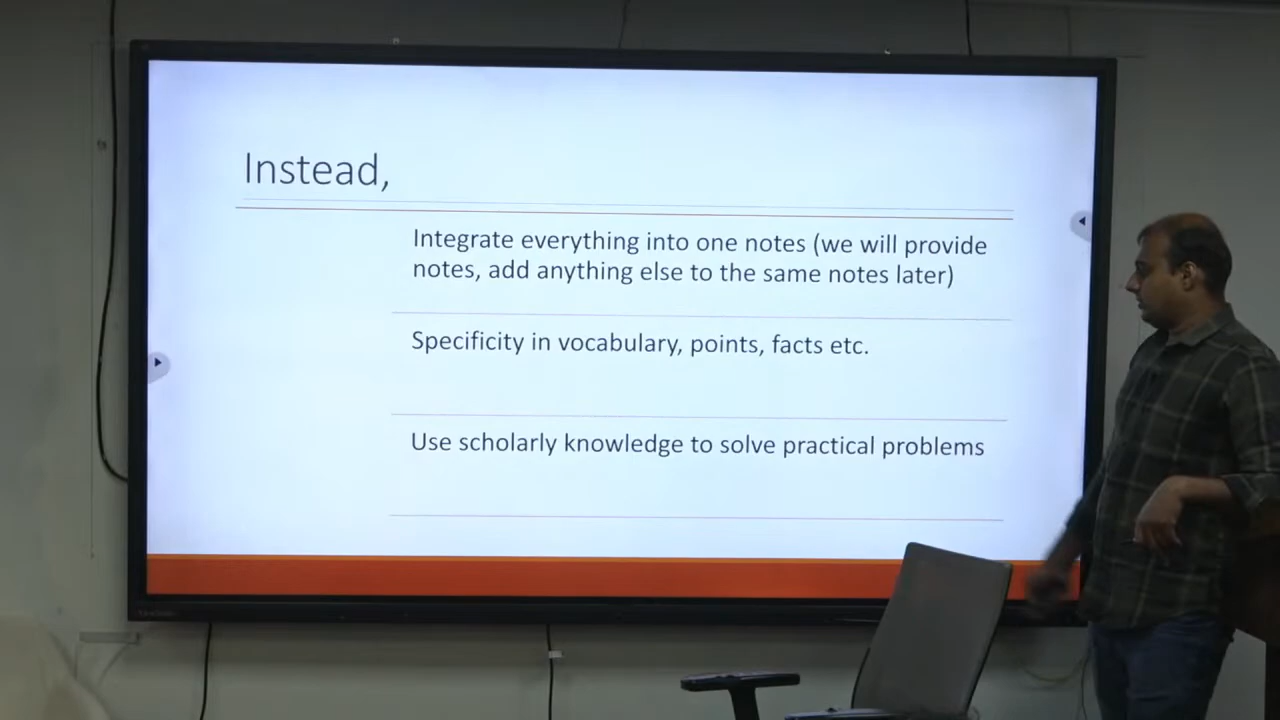 Instead,
Integrate everything into one notes (we will provide
notes, add anything else to the same notes later)
Specificity in vocabulary, points, facts etc.
Use scholarly knowledge to solve practical problems